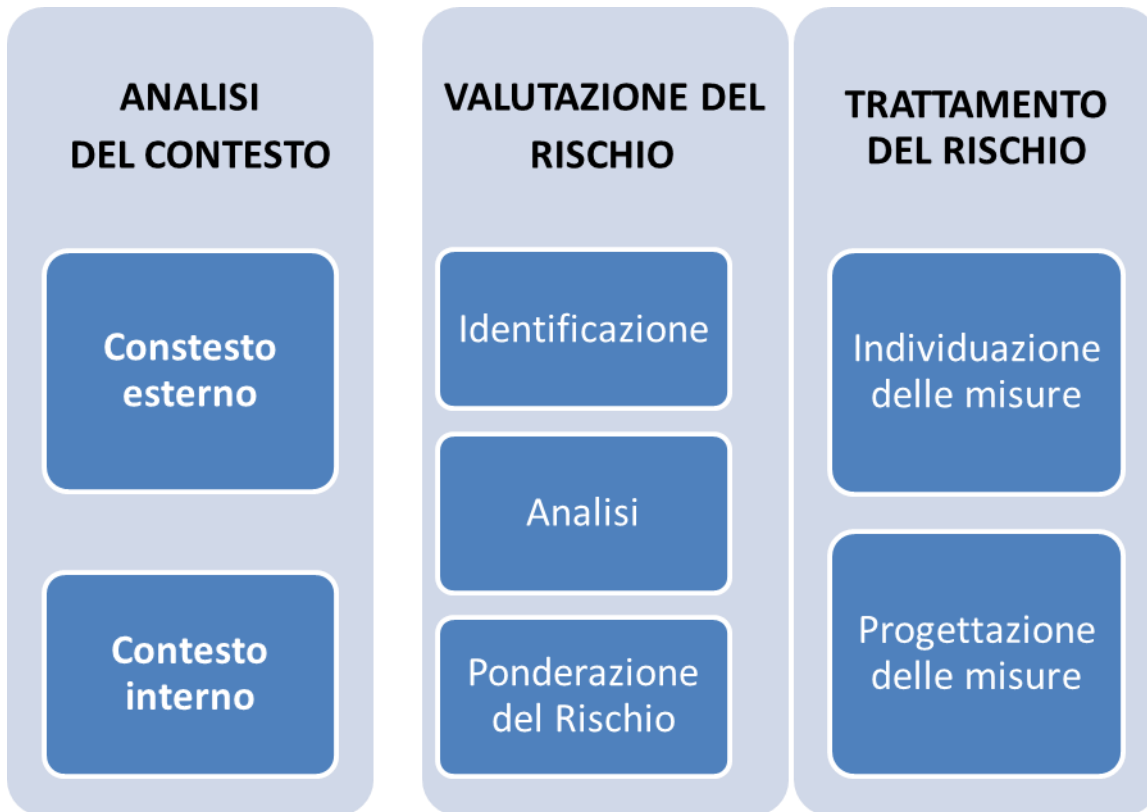 ANALISI
DEL CONTESTO
Constesto
esterno
Contesto
interno
VALUTAZIONE DEL
RISCHIO
Identificazione
Analisi
Ponderazione
del Rischio
TRATTAMENTO
DEL RISCHIO
Individuazione
delle misure
Progettazione
delle misure